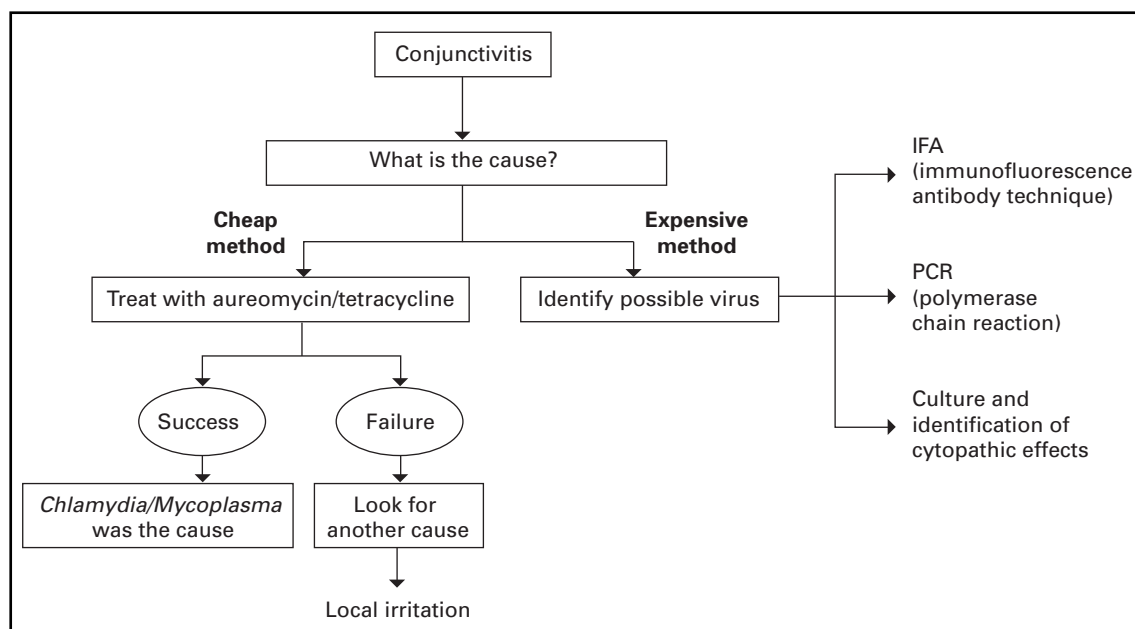 Conjunctivitis
What is the cause?
Cheap
method
Expensive
method
Treat with aureomycin/tetracycline
Identify possible virus
IFA
(immunofluorescence
antibody technique)
PCR
(polymerase
chain reaction)
Culture and
identification of
cytopathic effects
Success
Failure
Chlamydia/Mycoplasma
was the cause
Look for
another cause
Local irritation